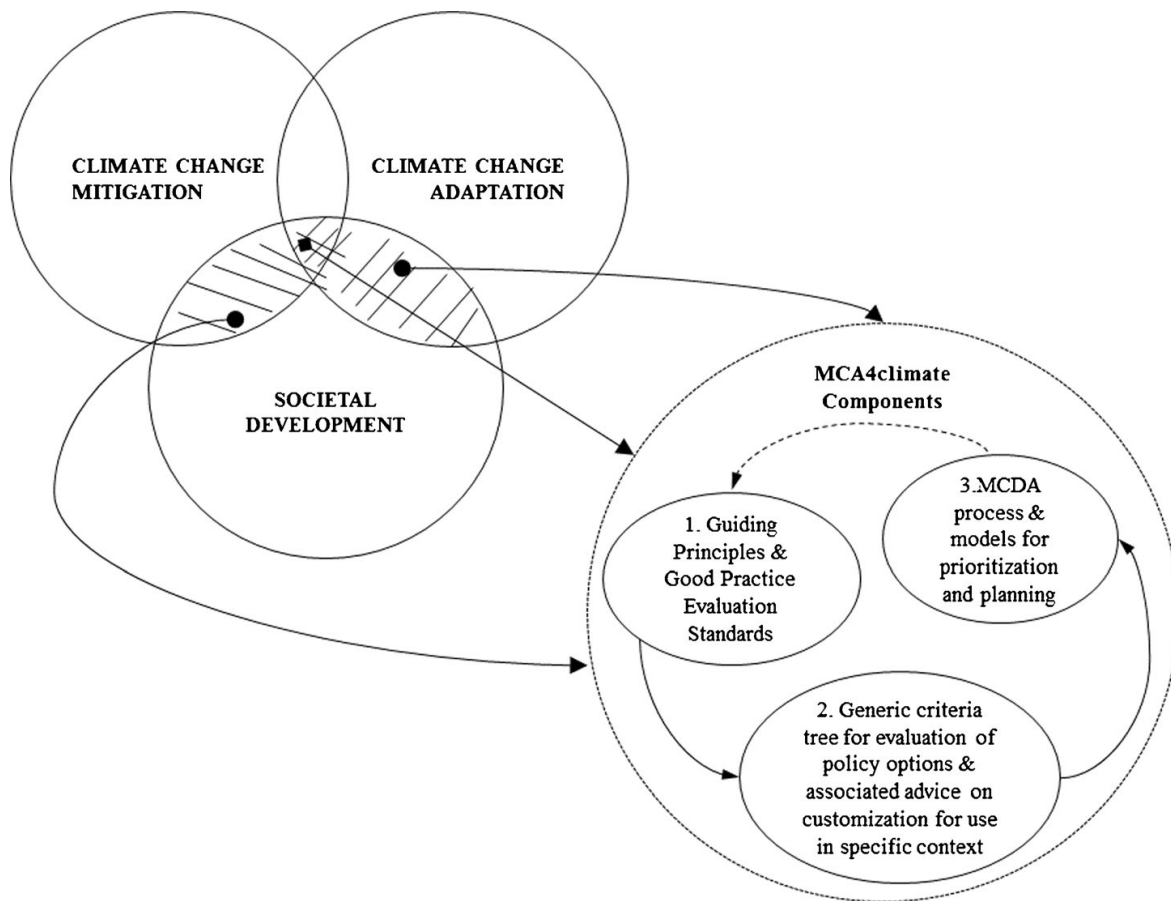 CLIMATE CHANGE
MITIGATION
CLIMATE CHANGE
ADAPTATION
SOCIETAL
DEVELOPMENT
MCA4climate
Components
1. Guiding
Principles &
Good Practice
Evaluation
Standards
2. Generic criteria
tree for evaluation of
policy options &
associated advice on
customization for use
in specific context
3.MCDA
process &
models for
prioritization
and planning